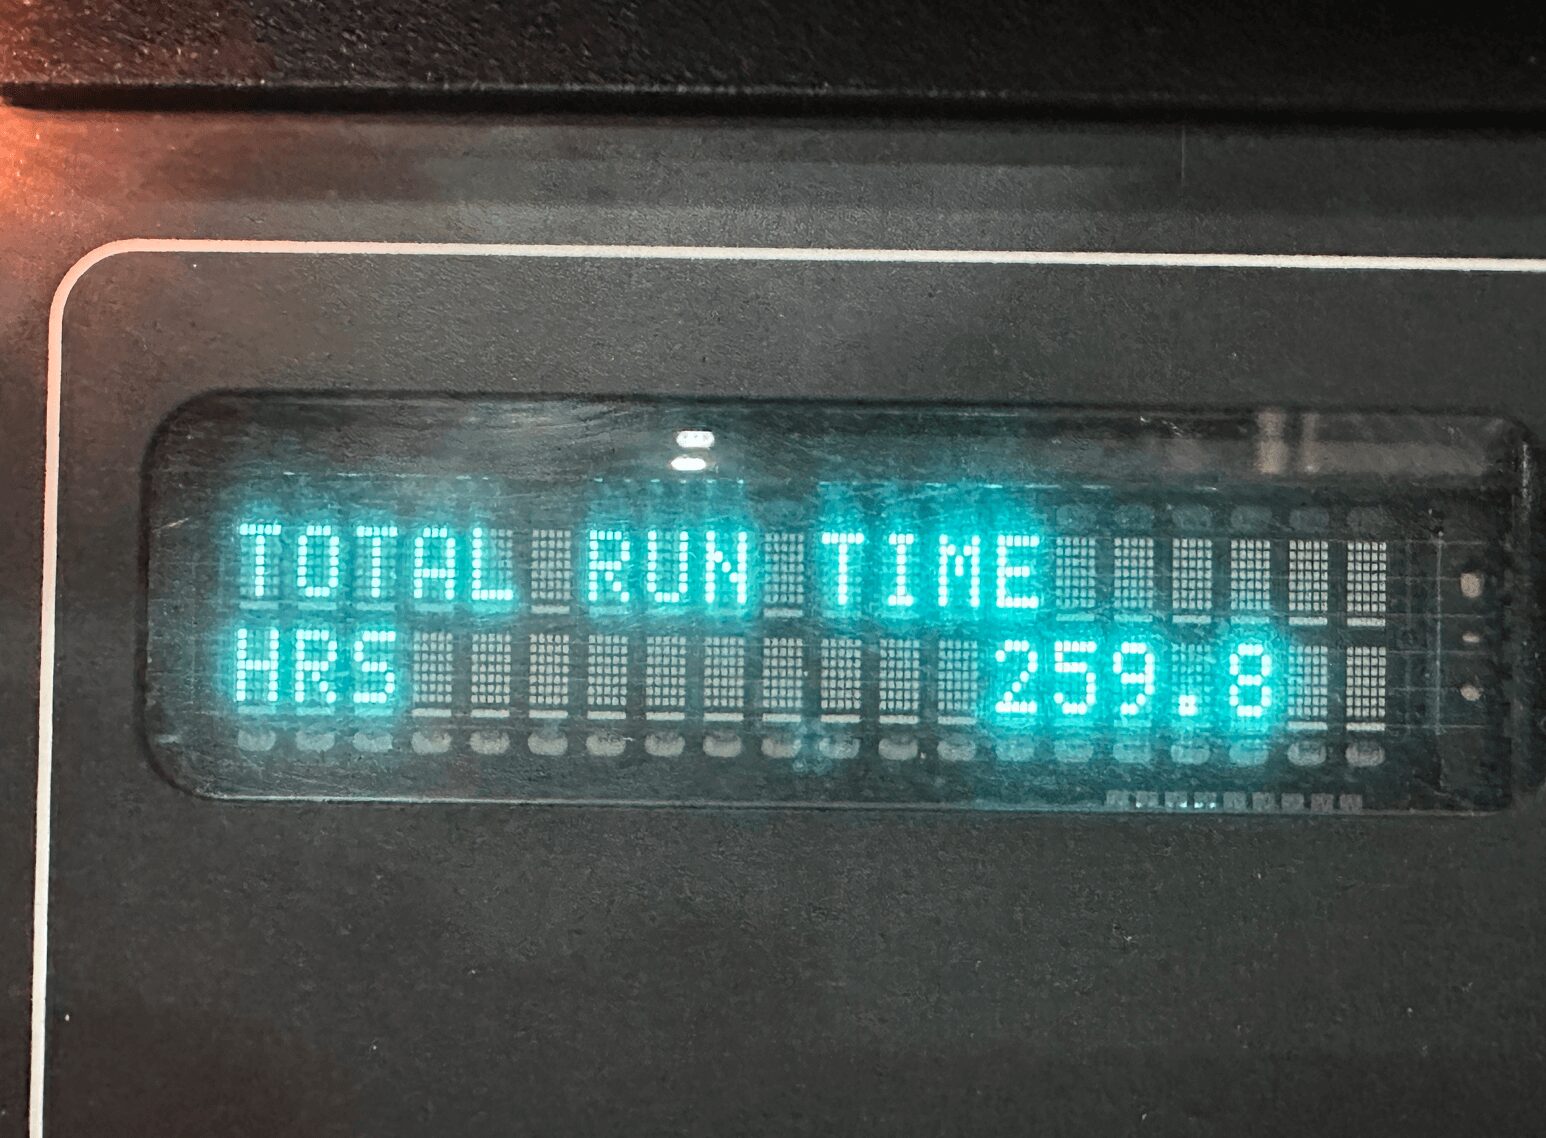 TOTAL RUN TIME
HRS 259.8